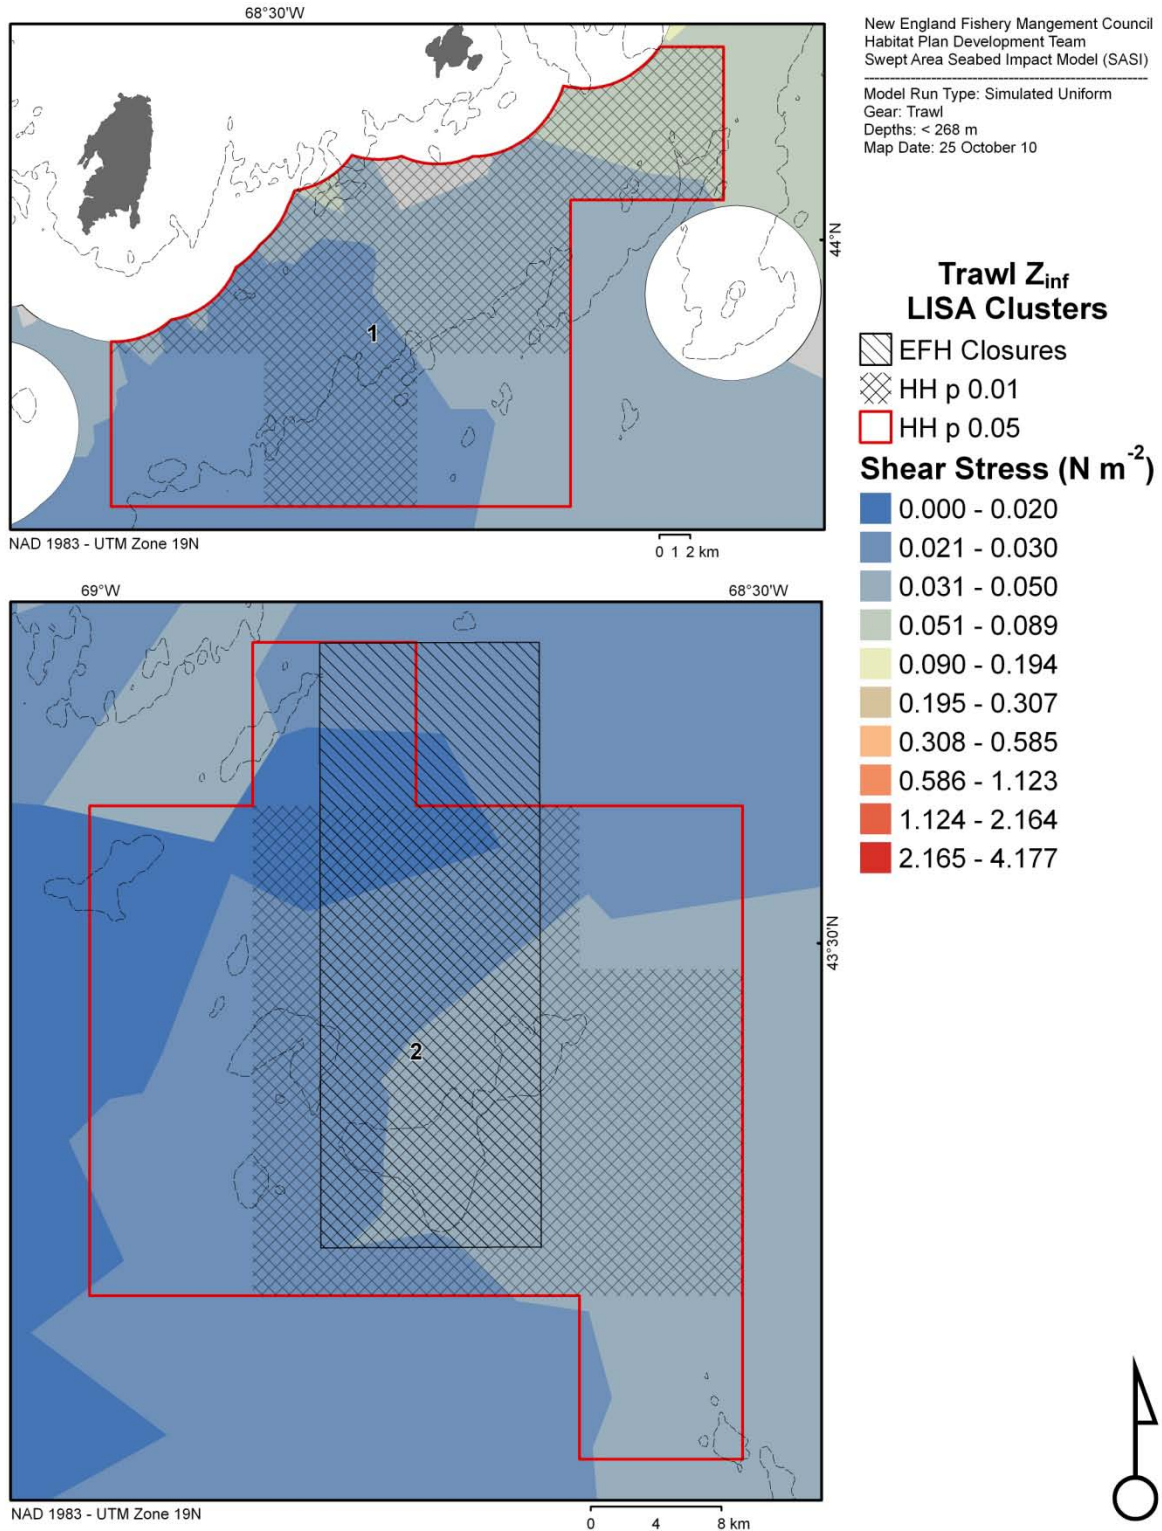 68°30'W
New England Fishery Mangement Council
Habitat Plan Development Team
Swept Area Seabed Impact Model (SASI)
Model Run Type: Simulated Uniform
Gear: Trawl
Depths: < 268 m
Map Date: 25 October 10
44°N
1
NAD 1983 - UTM Zone 19N
0 1 2 km
Trawl Zinf
LISA Clusters
EFH Closures
HH p 0.01
HH p 0.05
Shear Stress (N m-2)
0.000 - 0.020
0.021 - 0.030
0.031 - 0.050
0.051 - 0.089
0.090 - 0.194
0.195 - 0.307
0.308 - 0.585
0.586 - 1.123
1.124 - 2.164
2.165 - 4.177
69°W
68°30'W
43°30'N
2
NAD 1983 - UTM Zone 19N
0 4 8 km